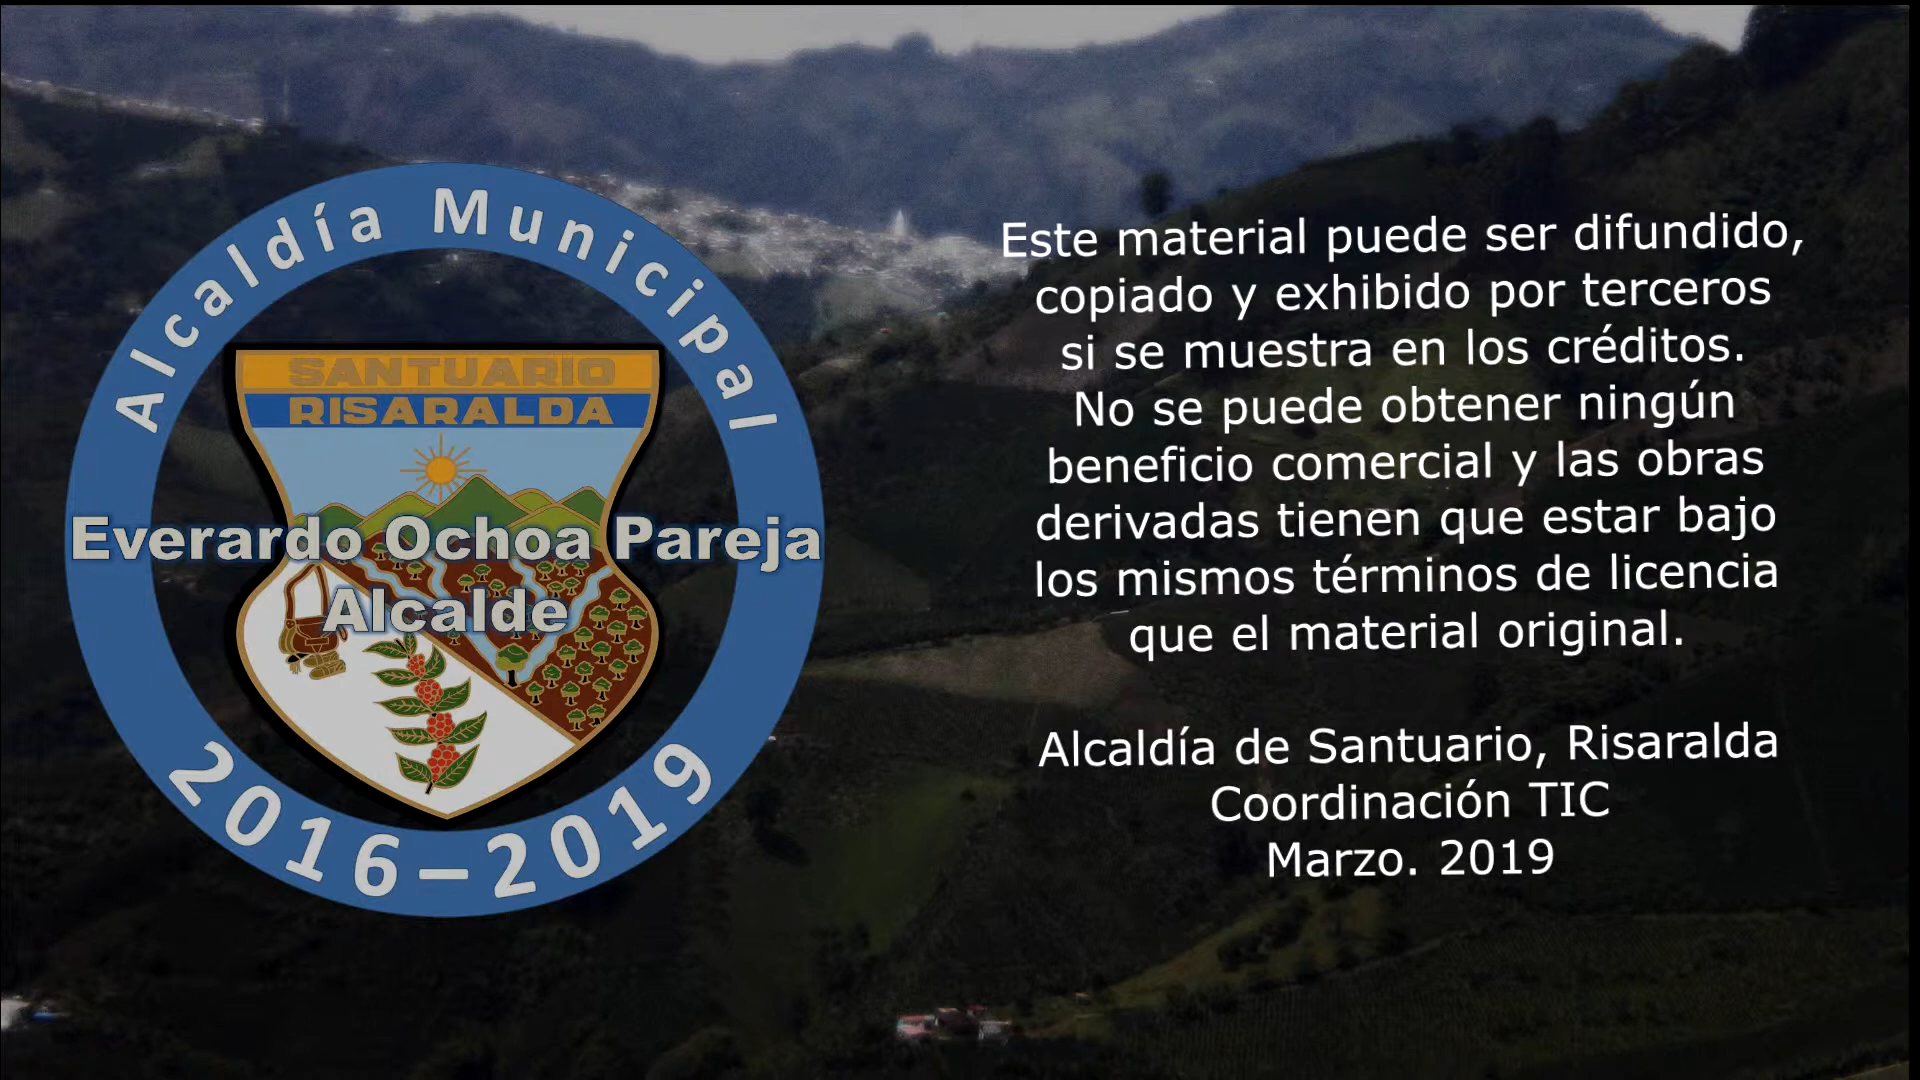 Alcaldía Municipal
SANTUARIO
RISARALDA
Everardo Ochoa Pareja
Alcalde
2016–2019
Este material puede ser difundido,
copiado y exhibido por terceros
si se muestra en los créditos.
No se puede obtener ningún
beneficio comercial y las obras
derivadas tienen que estar bajo
los mismos términos de licencia
que el material original.
Alcaldía de Santuario, Risaralda
Coordinación TIC
Marzo. 2019